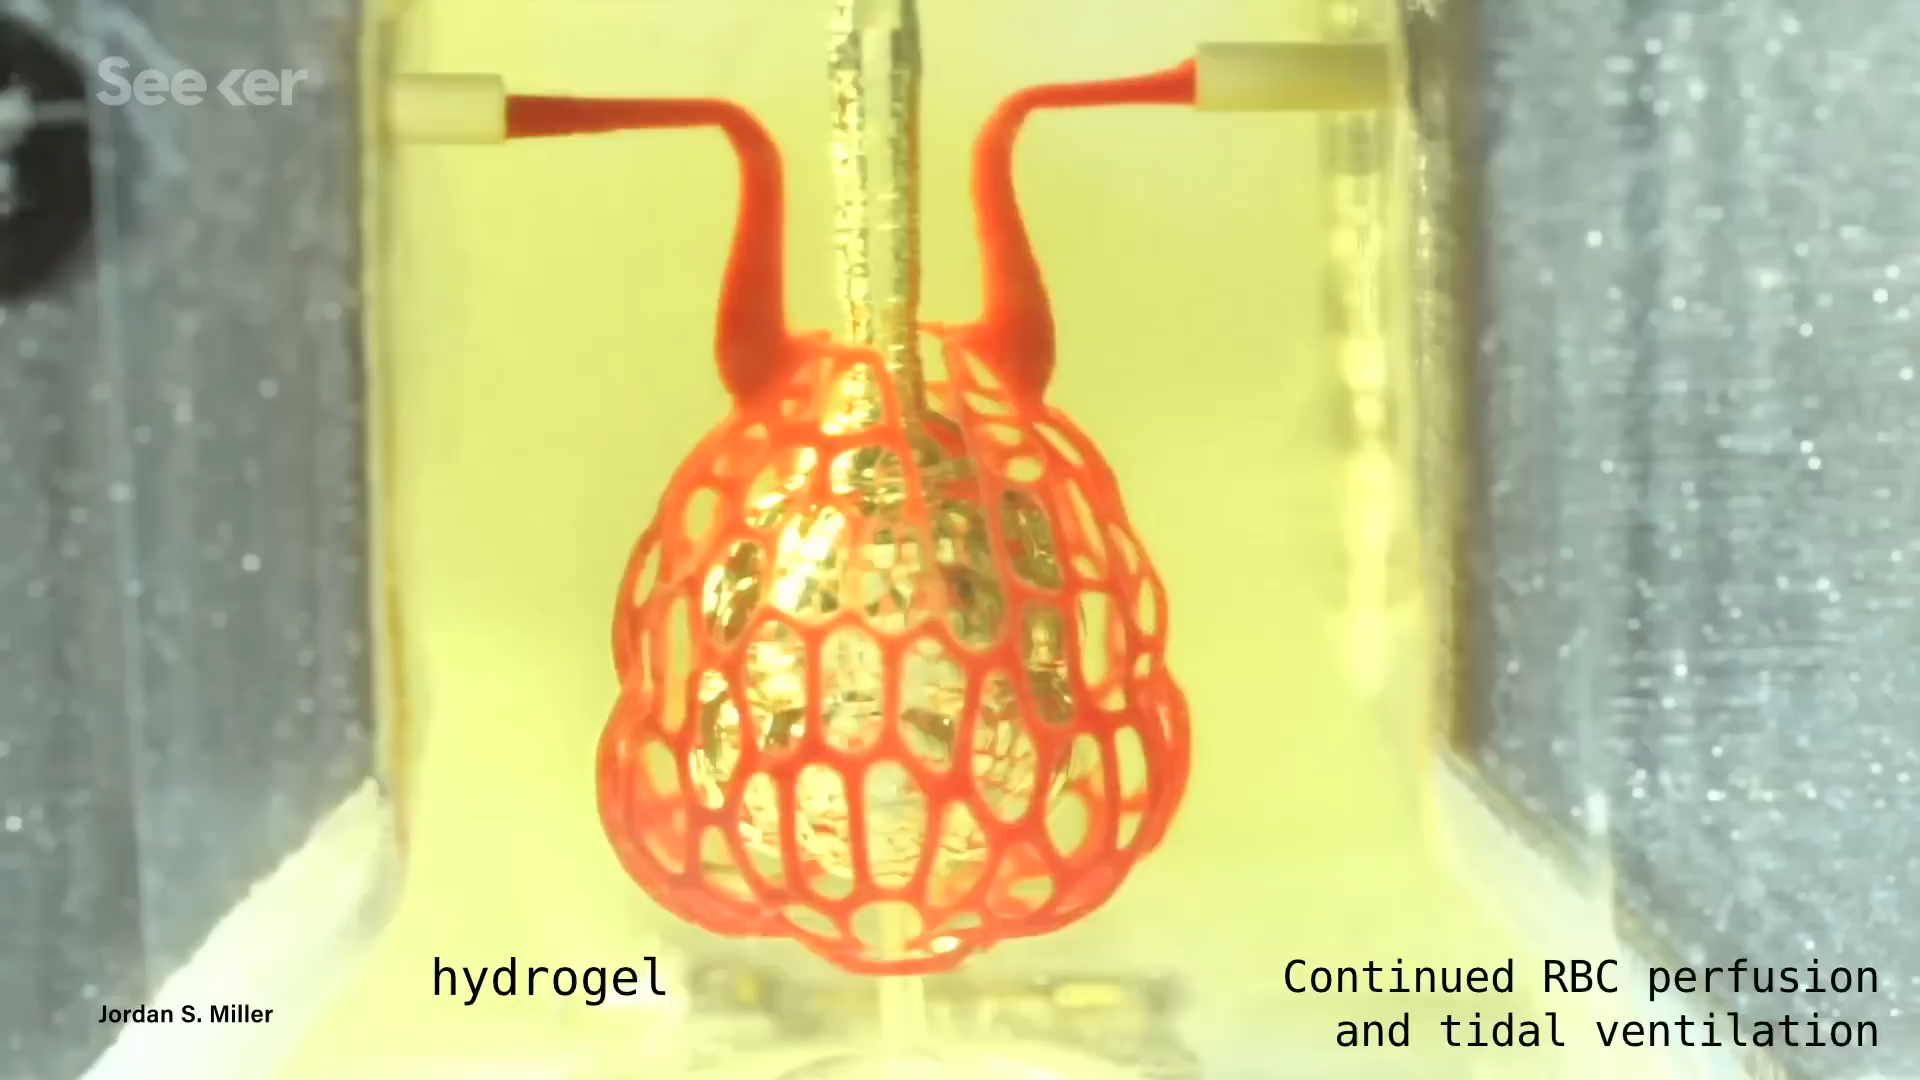 Seeker
hydrogel
Continued RBC perfusion
and tidal ventilation
Jordan S. Miller